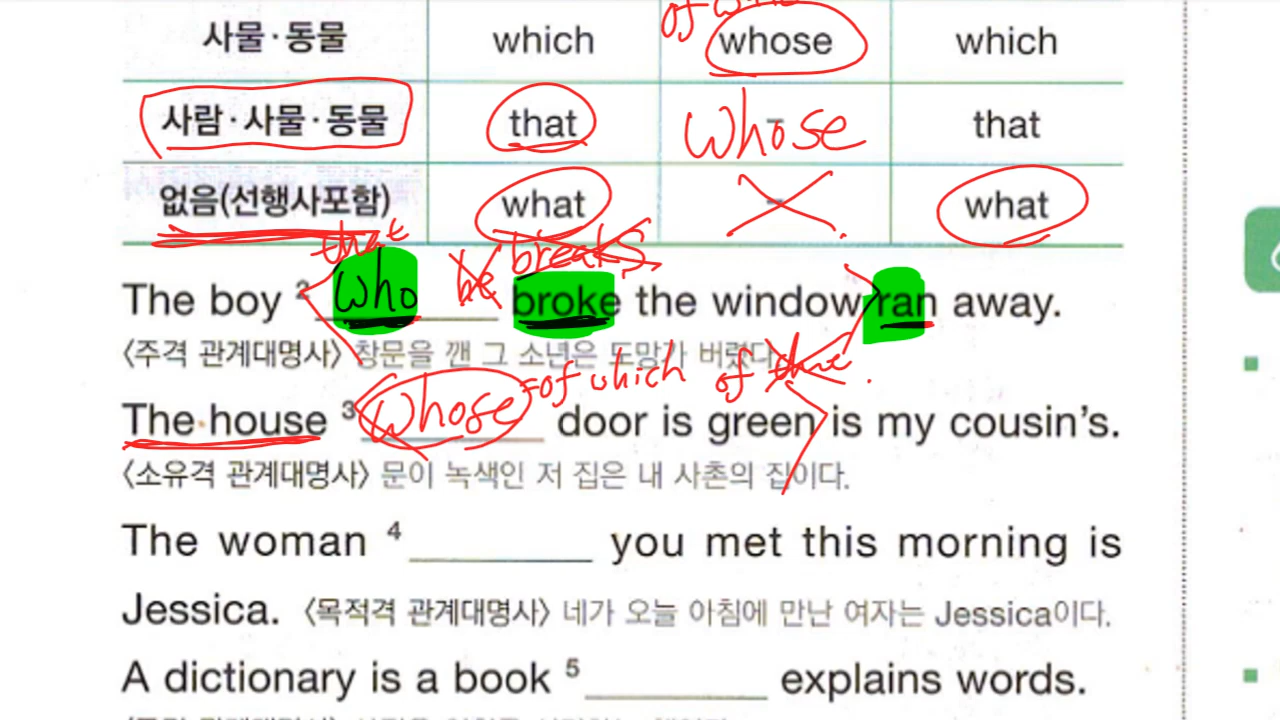 of
사물·동물 which whose which
사람·사물·동물 that whose that
없음(선행사포함) what - what
that be breaks
The boy ² who broke the window ran away.
〈주격 관계대명사〉 창문을 깬 그 소년은 도망가 버렸다
=of which of the.
The house ³ whose door is green is my cousin's.
〈소유격 관계대명사〉 문이 녹색인 저 집은 내 사촌의 집이다.
The woman ⁴ __________ you met this morning is
Jessica. 〈목적격 관계대명사〉 네가 오늘 아침에 만난 여자는 Jessica이다.
A dictionary is a book ⁵ __________ explains words.